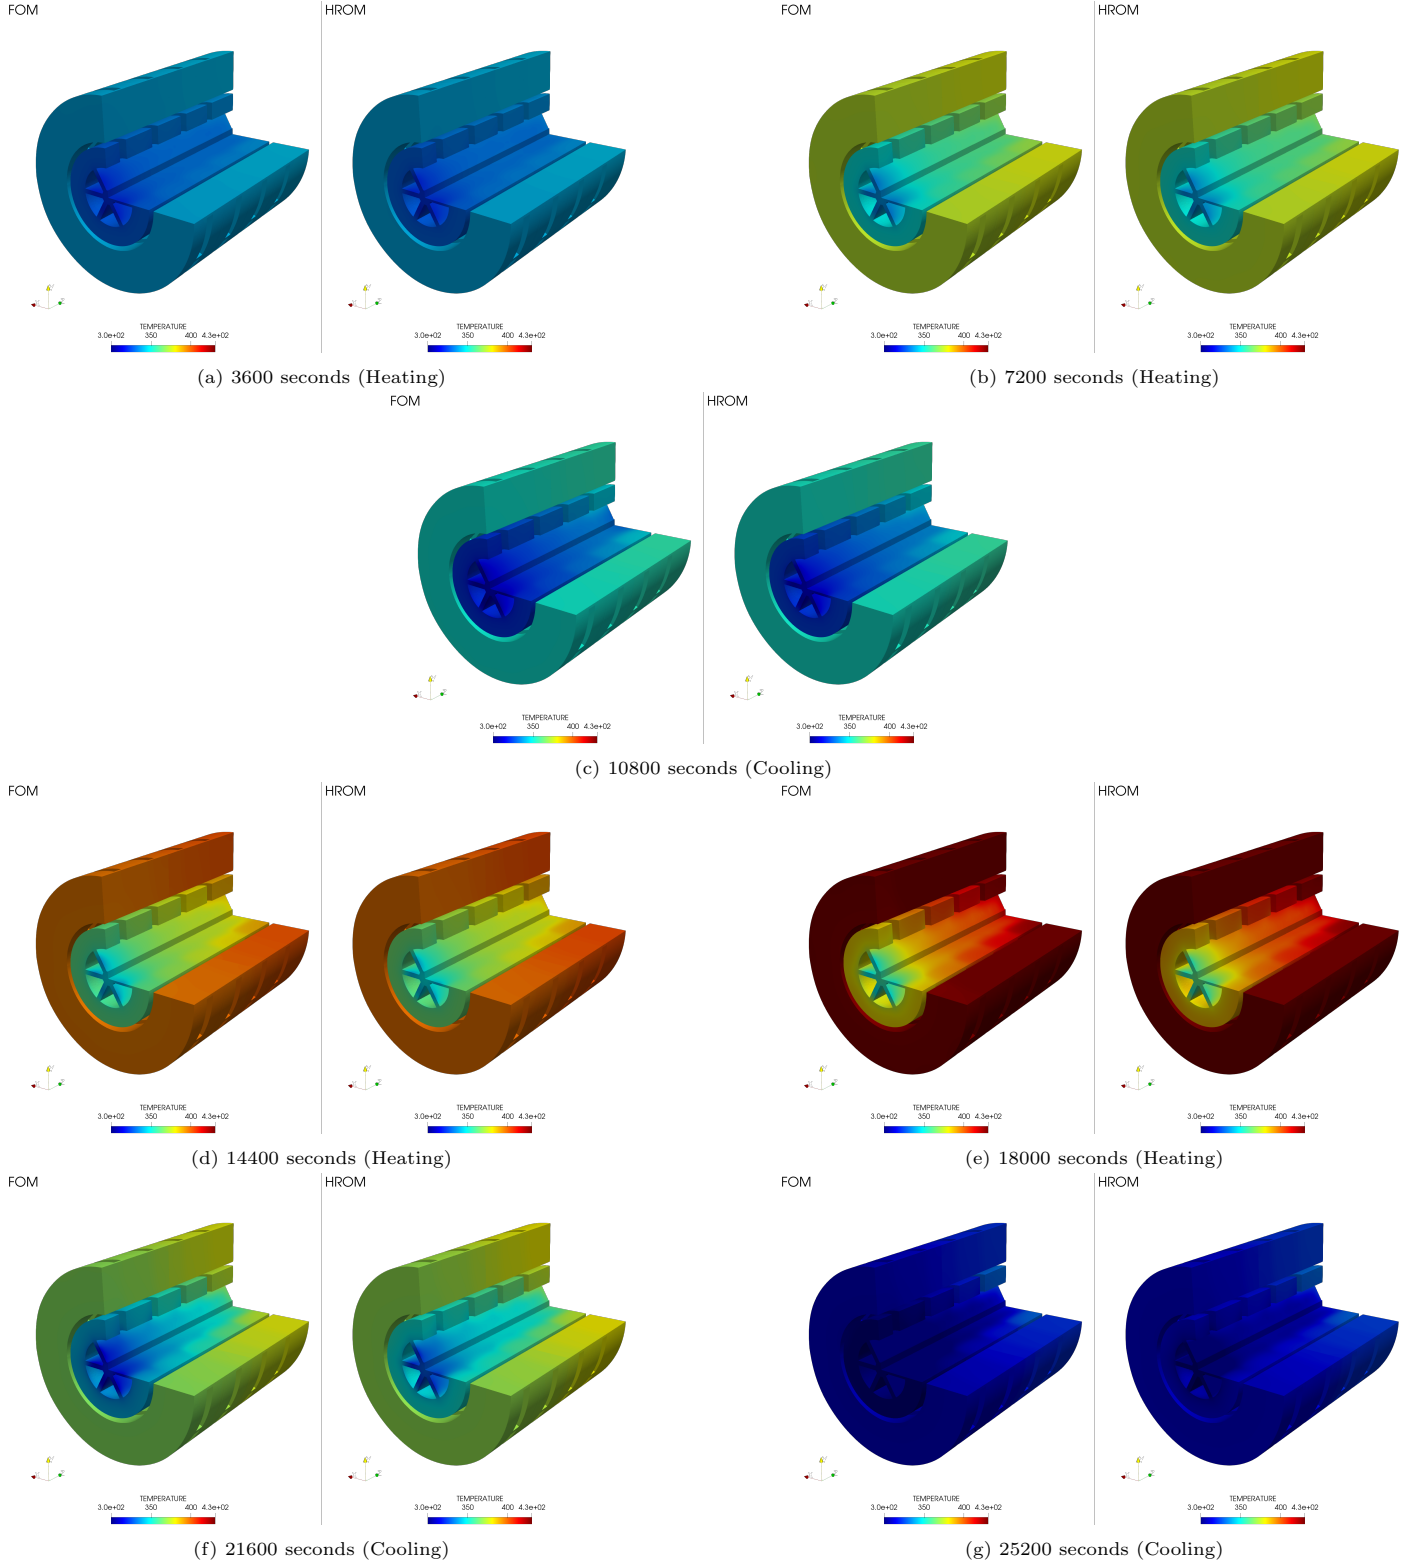 FOM HROM FOM HROM
TEMPERATURE TEMPERATURE TEMPERATURE TEMPERATURE
3.0e+02 350 400 4.3e+02 3.0e+02 350 400 4.3e+02 3.0e+02 350 400 4.3e+02 3.0e+02 350 400 4.3e+02
(a) 3600 seconds (Heating) (b) 7200 seconds (Heating)
FOM HROM
TEMPERATURE TEMPERATURE
3.0e+02 350 400 4.3e+02 3.0e+02 350 400 4.3e+02
(c) 10800 seconds (Cooling)
FOM HROM FOM HROM
TEMPERATURE TEMPERATURE TEMPERATURE TEMPERATURE
3.0e+02 350 400 4.3e+02 3.0e+02 350 400 4.3e+02 3.0e+02 350 400 4.3e+02 3.0e+02 350 400 4.3e+02
(d) 14400 seconds (Heating) (e) 18000 seconds (Heating)
FOM HROM FOM HROM
TEMPERATURE TEMPERATURE TEMPERATURE TEMPERATURE
3.0e+02 350 400 4.3e+02 3.0e+02 350 400 4.3e+02 3.0e+02 350 400 4.3e+02 3.0e+02 350 400 4.3e+02
(f) 21600 seconds (Cooling) (g) 25200 seconds (Cooling)